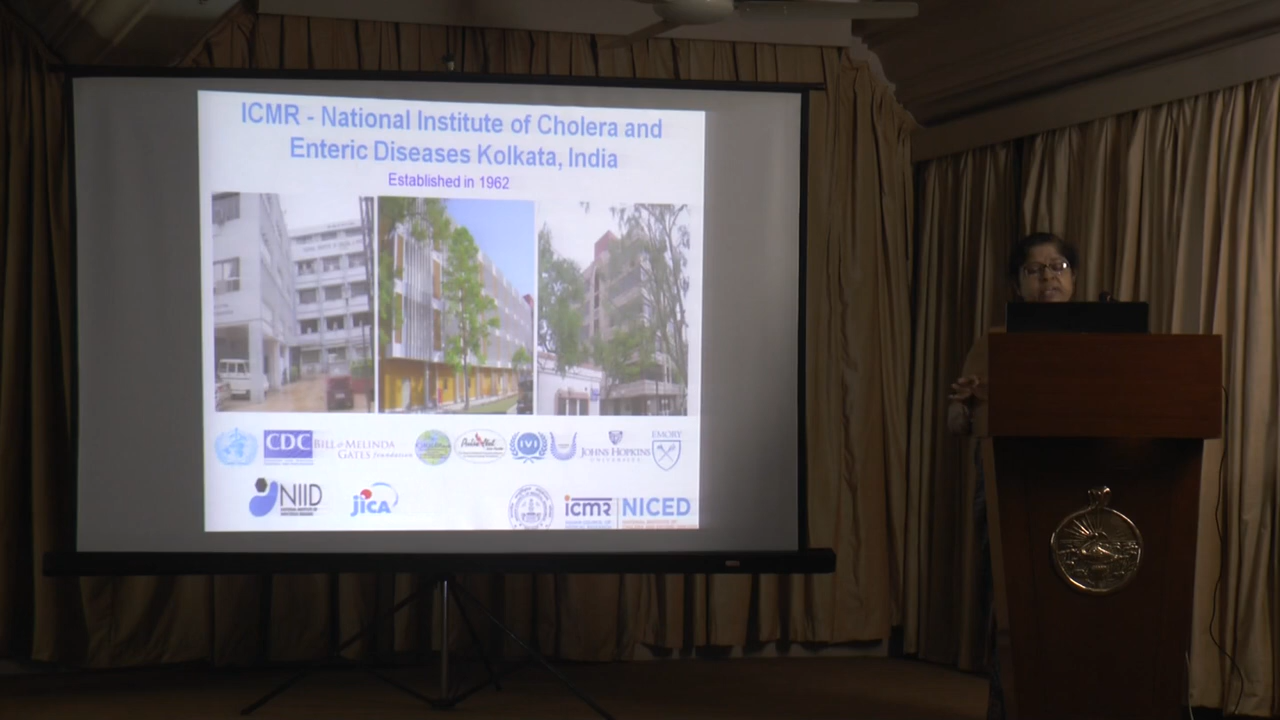 ICMR - National Institute of Cholera and
Enteric Diseases Kolkata, India
Established in 1962
CDC
BILL & MELINDA
GATES foundation
IVI
JOHNS HOPKINS
UNIVERSITY
EMORY
NIID
jICA
icmr
NICED